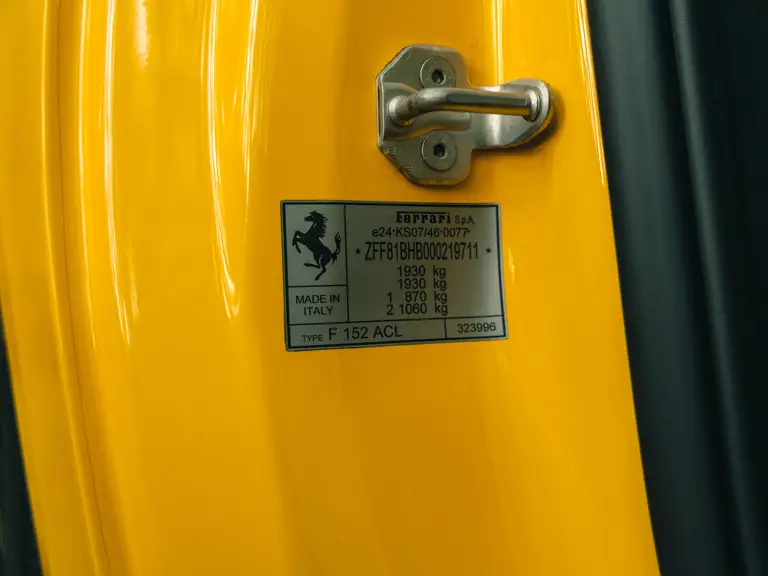 Ferrari S.p.A.
e24*KS07/46*0077*
* ZFF81BHB000219711 *
1930 kg
1930 kg
1 870 kg
2 1060 kg
MADE IN
ITALY
TYPE F 152 ACL
323996